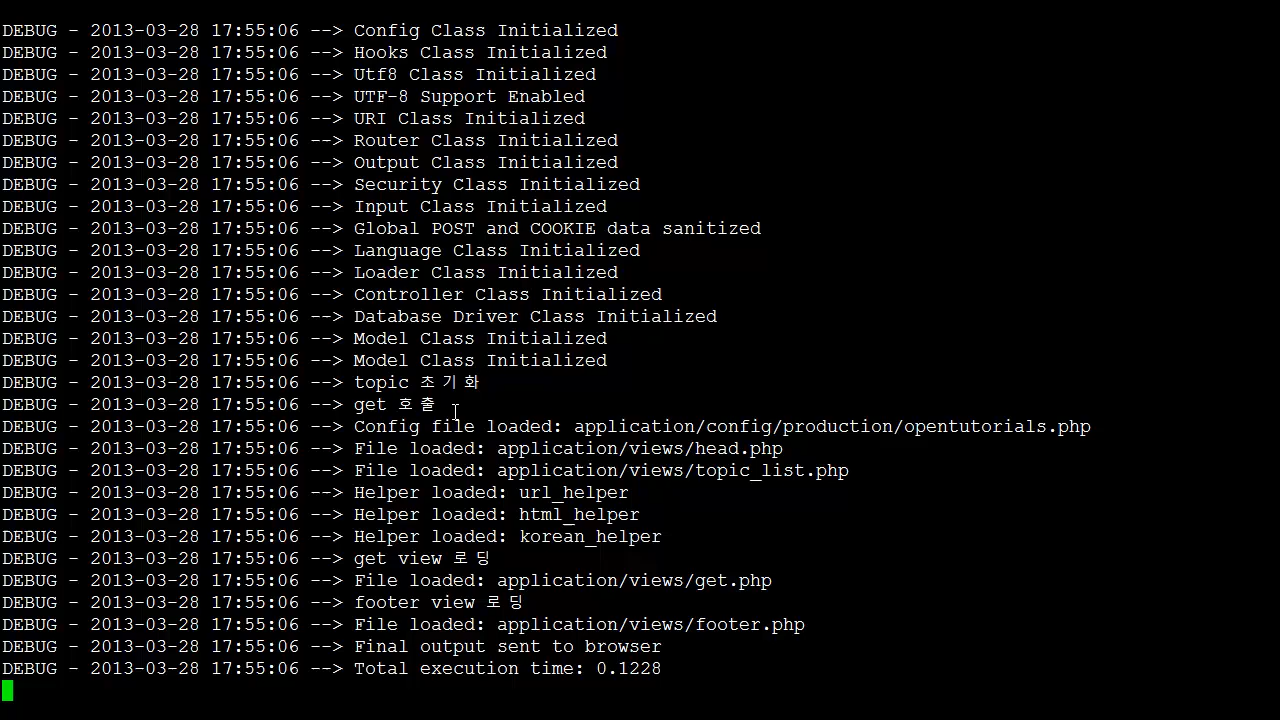 DEBUG - 2013-03-28 17:55:06 --> Config Class Initialized
DEBUG - 2013-03-28 17:55:06 --> Hooks Class Initialized
DEBUG - 2013-03-28 17:55:06 --> Utf8 Class Initialized
DEBUG - 2013-03-28 17:55:06 --> UTF-8 Support Enabled
DEBUG - 2013-03-28 17:55:06 --> URI Class Initialized
DEBUG - 2013-03-28 17:55:06 --> Router Class Initialized
DEBUG - 2013-03-28 17:55:06 --> Output Class Initialized
DEBUG - 2013-03-28 17:55:06 --> Security Class Initialized
DEBUG - 2013-03-28 17:55:06 --> Input Class Initialized
DEBUG - 2013-03-28 17:55:06 --> Global POST and COOKIE data sanitized
DEBUG - 2013-03-28 17:55:06 --> Language Class Initialized
DEBUG - 2013-03-28 17:55:06 --> Loader Class Initialized
DEBUG - 2013-03-28 17:55:06 --> Controller Class Initialized
DEBUG - 2013-03-28 17:55:06 --> Database Driver Class Initialized
DEBUG - 2013-03-28 17:55:06 --> Model Class Initialized
DEBUG - 2013-03-28 17:55:06 --> Model Class Initialized
DEBUG - 2013-03-28 17:55:06 --> topic 초기화
DEBUG - 2013-03-28 17:55:06 --> get 호출
DEBUG - 2013-03-28 17:55:06 --> Config file loaded: application/config/production/opentutorials.php
DEBUG - 2013-03-28 17:55:06 --> File loaded: application/views/head.php
DEBUG - 2013-03-28 17:55:06 --> File loaded: application/views/topic_list.php
DEBUG - 2013-03-28 17:55:06 --> Helper loaded: url_helper
DEBUG - 2013-03-28 17:55:06 --> Helper loaded: html_helper
DEBUG - 2013-03-28 17:55:06 --> Helper loaded: korean_helper
DEBUG - 2013-03-28 17:55:06 --> get view 로딩
DEBUG - 2013-03-28 17:55:06 --> File loaded: application/views/get.php
DEBUG - 2013-03-28 17:55:06 --> footer view 로딩
DEBUG - 2013-03-28 17:55:06 --> File loaded: application/views/footer.php
DEBUG - 2013-03-28 17:55:06 --> Final output sent to browser
DEBUG - 2013-03-28 17:55:06 --> Total execution time: 0.1228